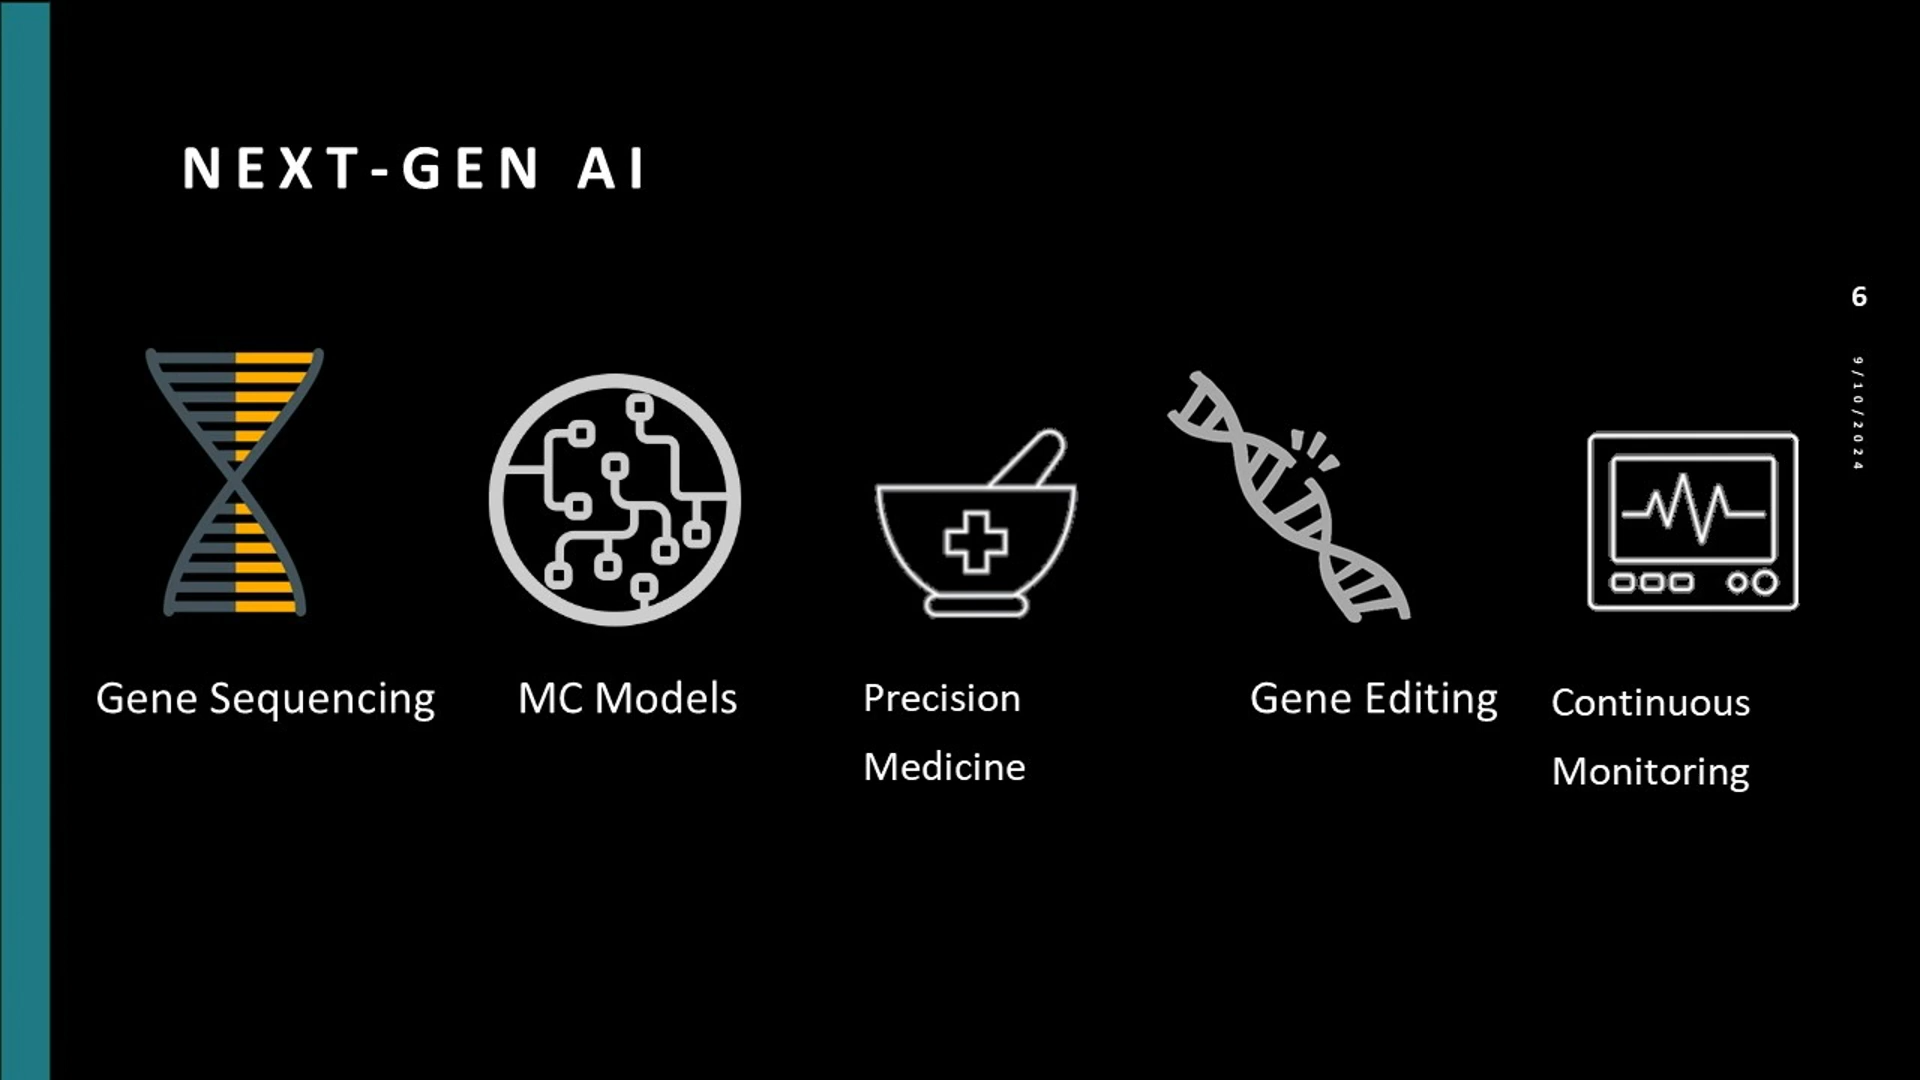 NEXT-GEN AI
6
9/10/2024
Gene Sequencing
MC Models
Precision
Medicine
Gene Editing
Continuous
Monitoring